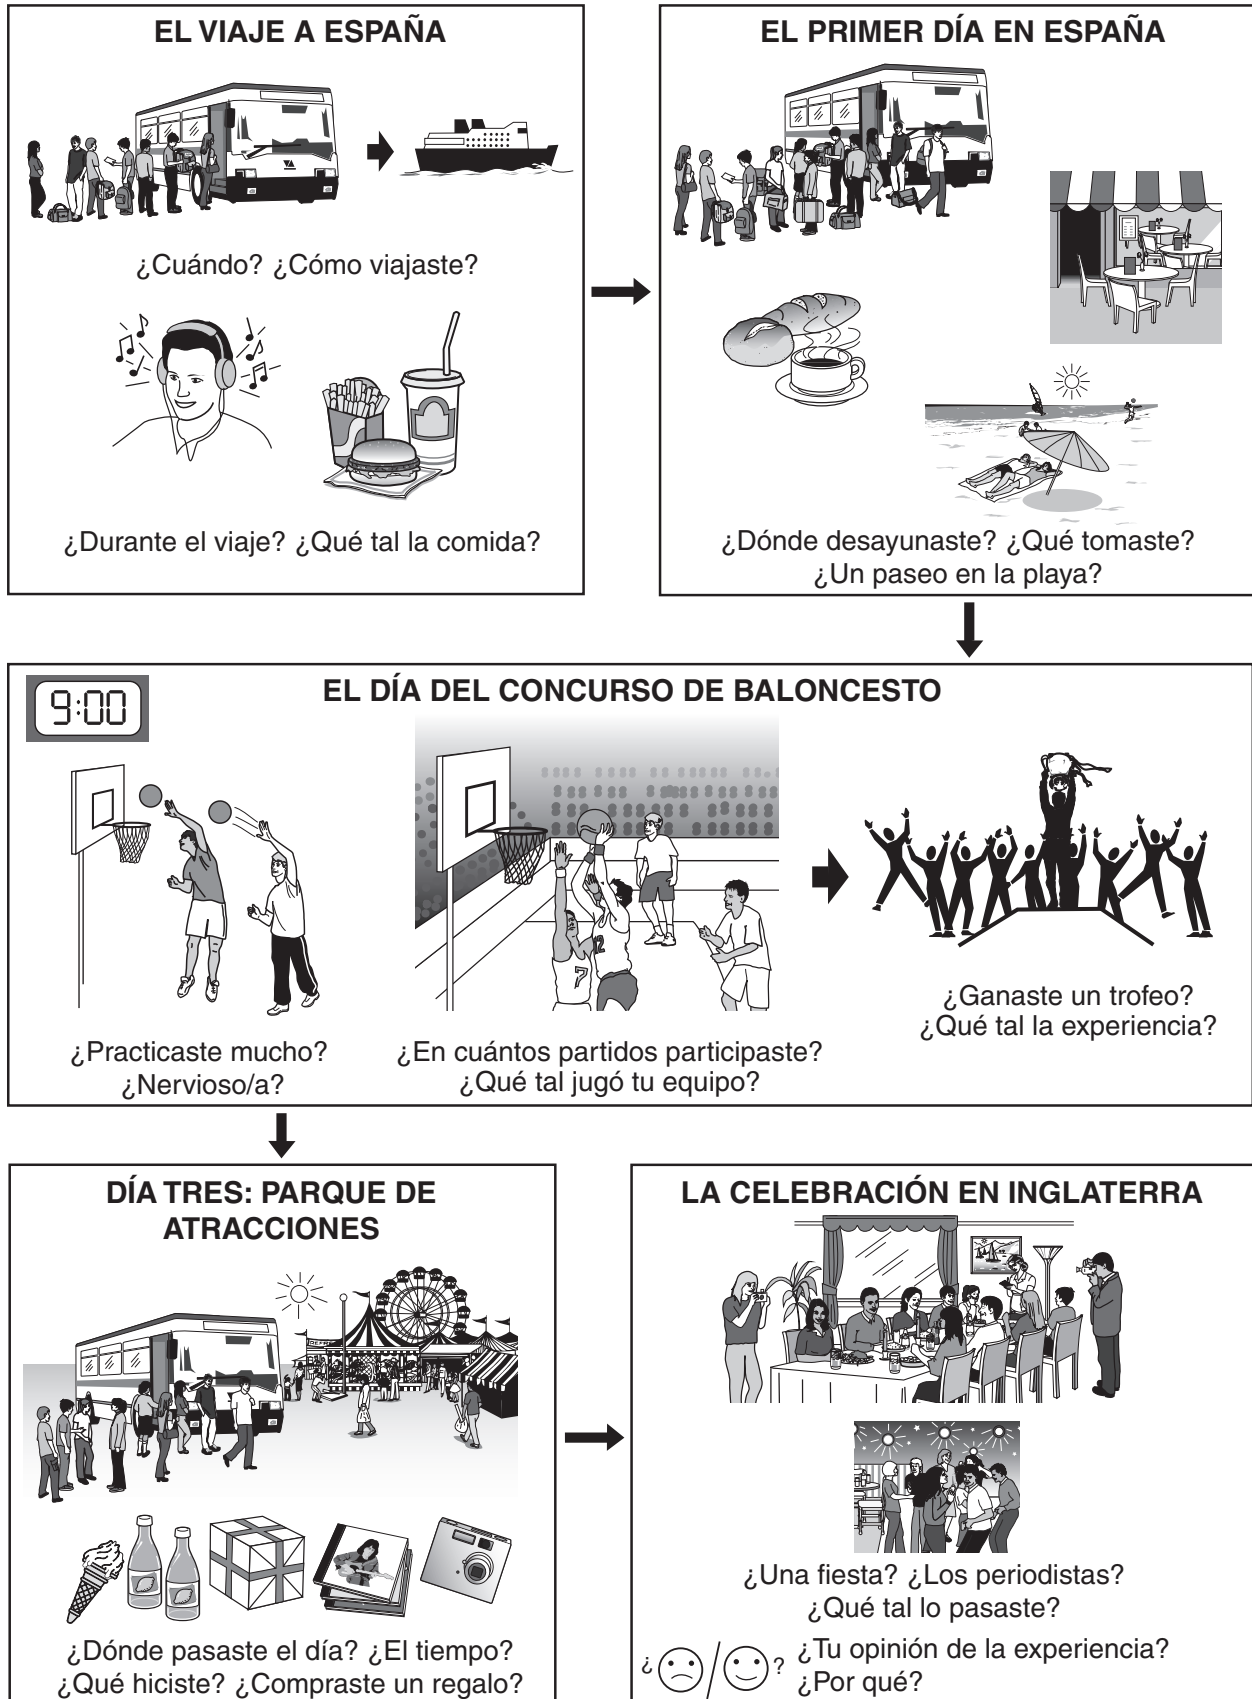 EL VIAJE A ESPAÑA
¿Cuándo? ¿Cómo viajaste?
¿Durante el viaje? ¿Qué tal la comida?
EL PRIMER DÍA EN ESPAÑA
¿Dónde desayunaste? ¿Qué tomaste?
¿Un paseo en la playa?
9:00
EL DÍA DEL CONCURSO DE BALONCESTO
¿Practicaste mucho?
¿Nervioso/a?
7
12
¿En cuántos partidos participaste?
¿Qué tal jugó tu equipo?
¿Ganaste un trofeo?
¿Qué tal la experiencia?
DÍA TRES: PARQUE DE
ATRACCIONES
¿Dónde pasaste el día? ¿El tiempo?
¿Qué hiciste? ¿Compraste un regalo?
LA CELEBRACIÓN EN INGLATERRA
¿Una fiesta? ¿Los periodistas?
¿Qué tal lo pasaste?
¿ / ?
¿Tu opinión de la experiencia?
¿Por qué?